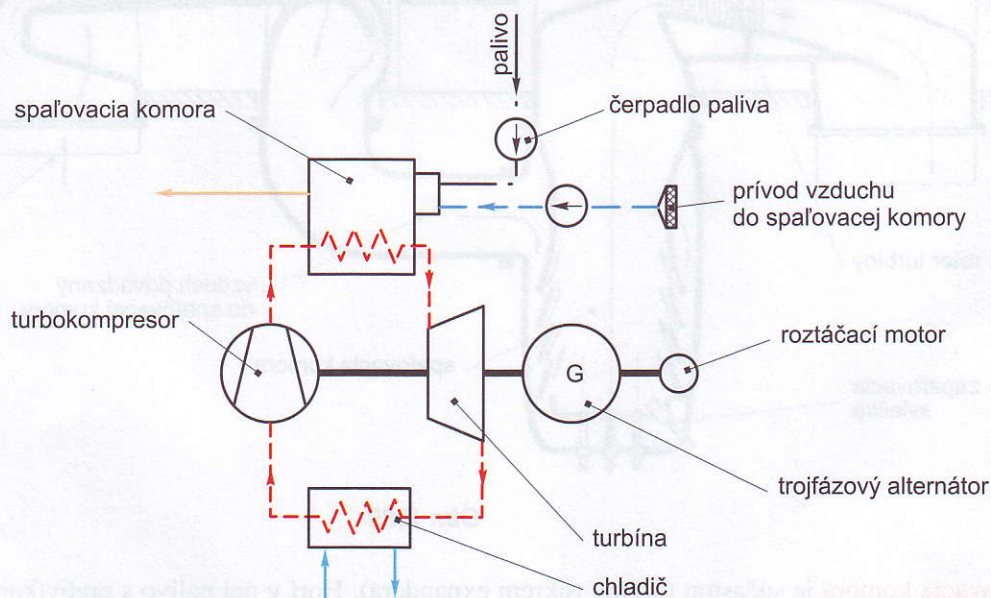 palivo
spaľovacia komora
čerpadlo paliva
prívod vzduchu
do spaľovacej komory
turbokompresor
roztáčací motor
G
trojfázový alternátor
turbína
chladič